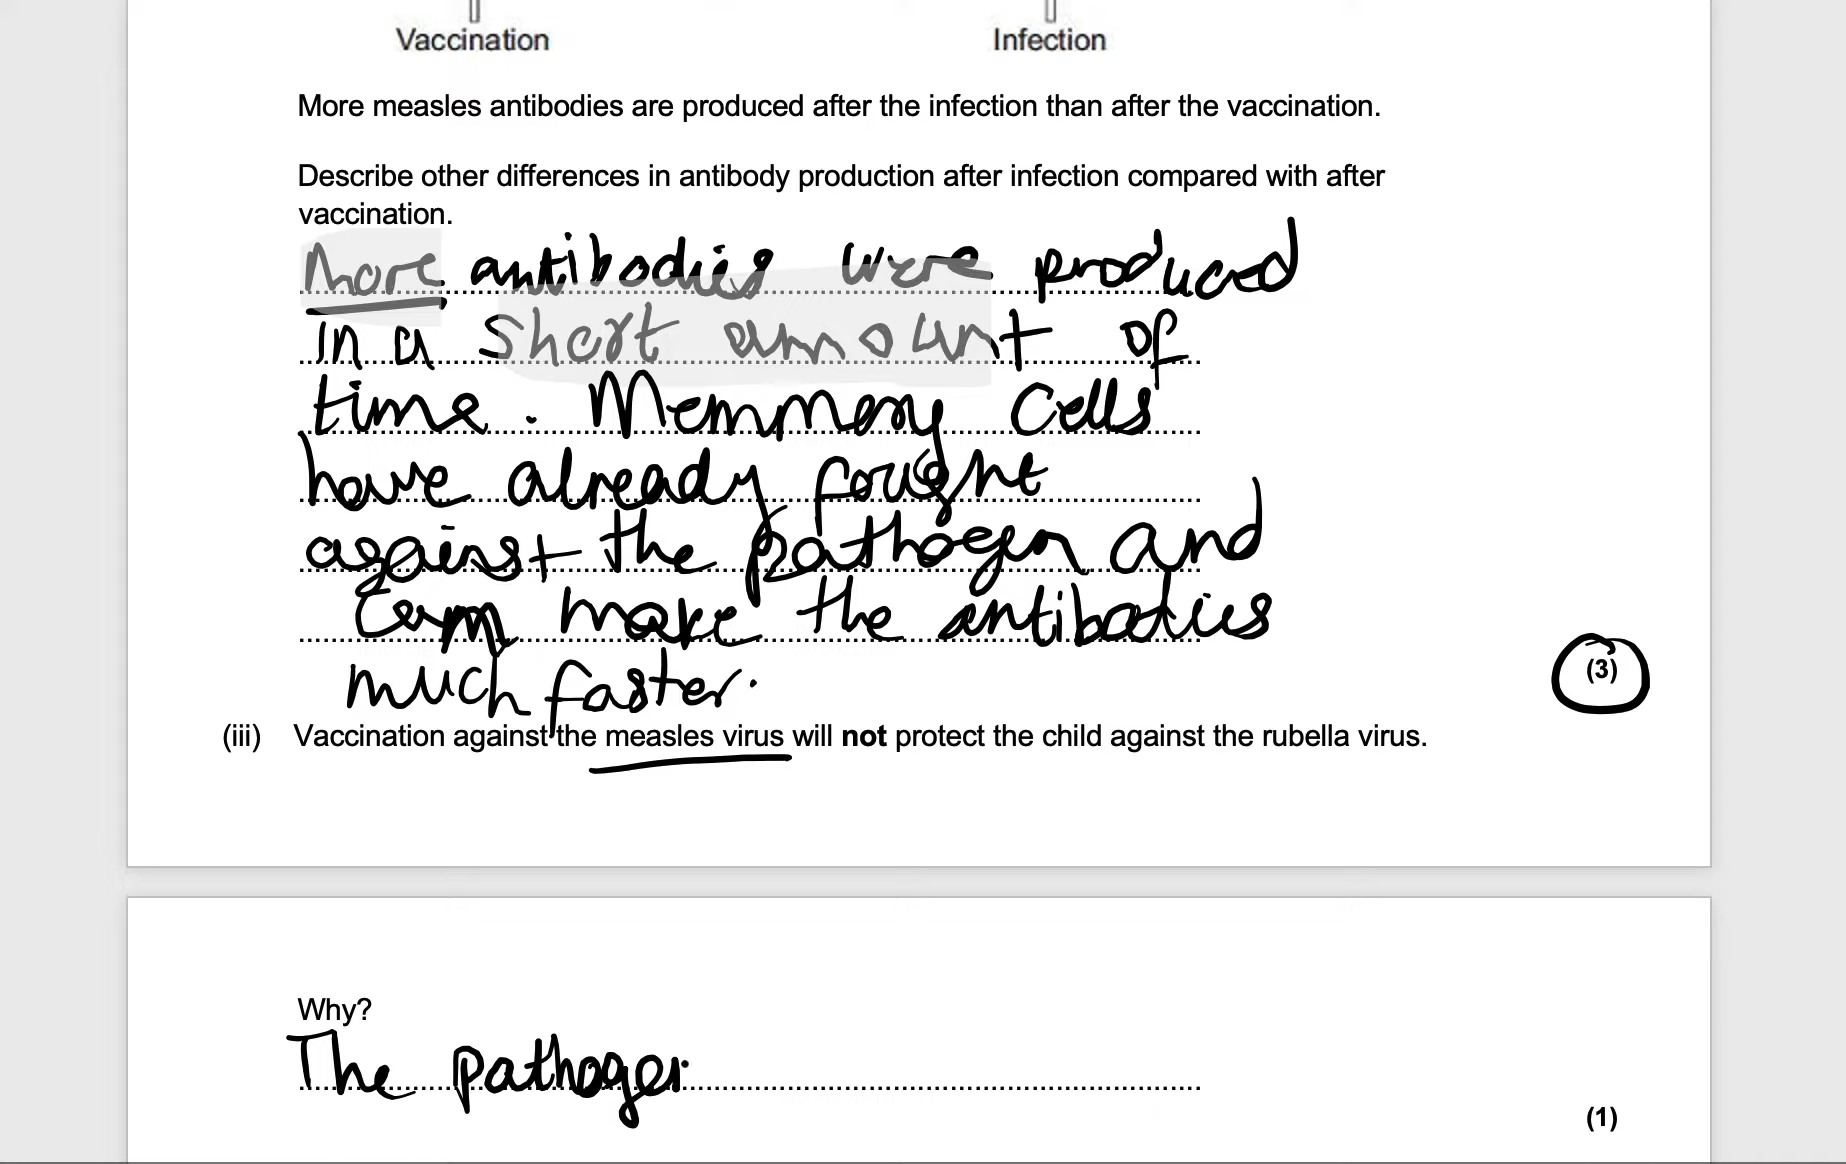 Vaccination Infection
More measles antibodies are produced after the infection than after the vaccination.
Describe other differences in antibody production after infection compared with after
vaccination.
More antibodies were produced
in a short amount of
time. Memmory cells
have already fought
against the pathogen and
make the antibodies
much faster.
(3)
(iii) Vaccination against the measles virus will not protect the child against the rubella virus.
Why?
The pathogen
(1)